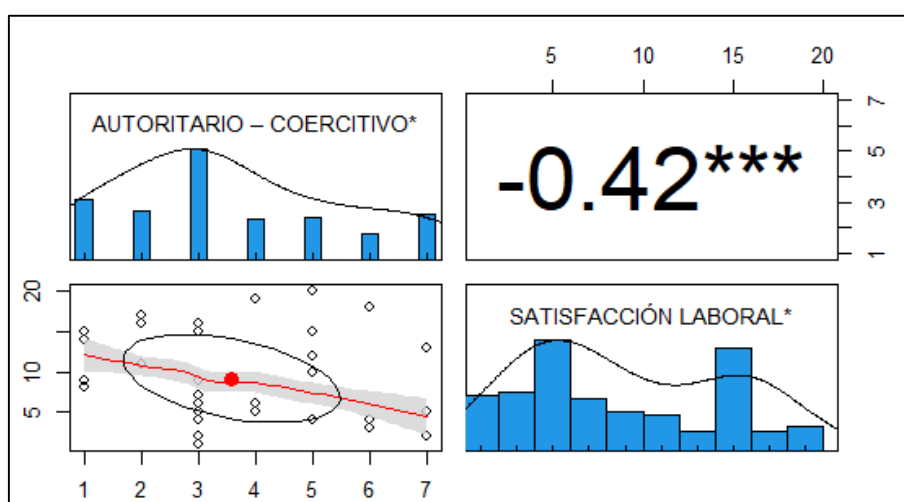 5 10 15 20
AUTORITARIO – COERCITIVO*
-0.42***
7
5
3
1
20
10
5
SATISFACCIÓN LABORAL*
1 2 3 4 5 6 7